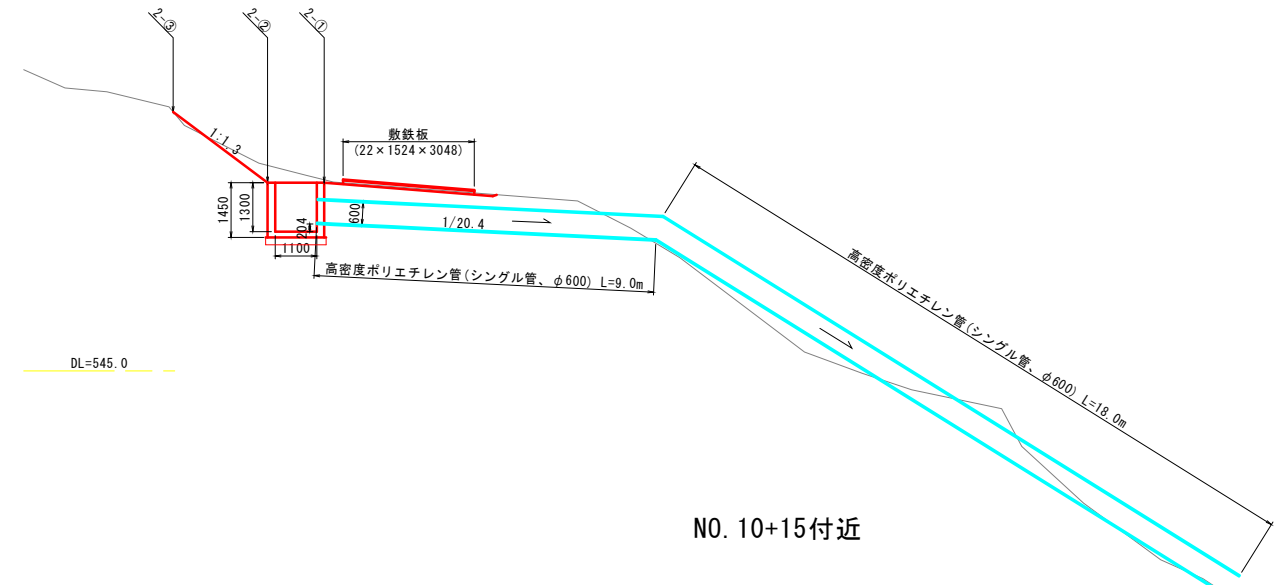 2-③
2-②
2-①
1:1.3
敷鉄板
(22×1524×3048)
1450
1300
600
204
1/20.4
1100
高密度ポリエチレン管(シングル管、φ600) L=9.0m
高密度ポリエチレン管(シングル管、φ600) L=18.0m
DL=545.0
NO.10+15付近